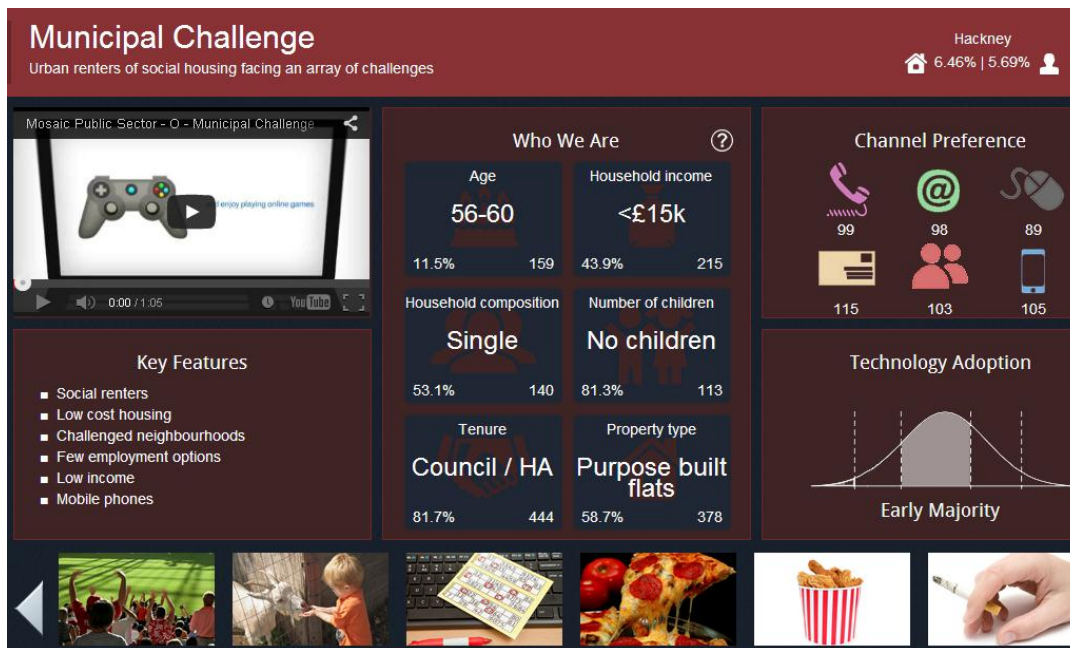 Municipal Challenge
Urban renters of social housing facing an array of challenges
Hackney
6.46% | 5.69%
Mosaic Public Sector - O - Municipal Challenge
and enjoy playing online games
0:00 / 1:05
YouTube
Key Features
Social renters
Low cost housing
Challenged neighbourhoods
Few employment options
Low income
Mobile phones
Who We Are
?
Age
56-60
11.5% 159
Household income
<£15k
43.9% 215
Household composition
Single
53.1% 140
Number of children
No children
81.3% 113
Tenure
Council / HA
81.7% 444
Property type
Purpose built
flats
58.7% 378
Channel Preference
@
99 98 89
115 103 105
Technology Adoption
Early Majority